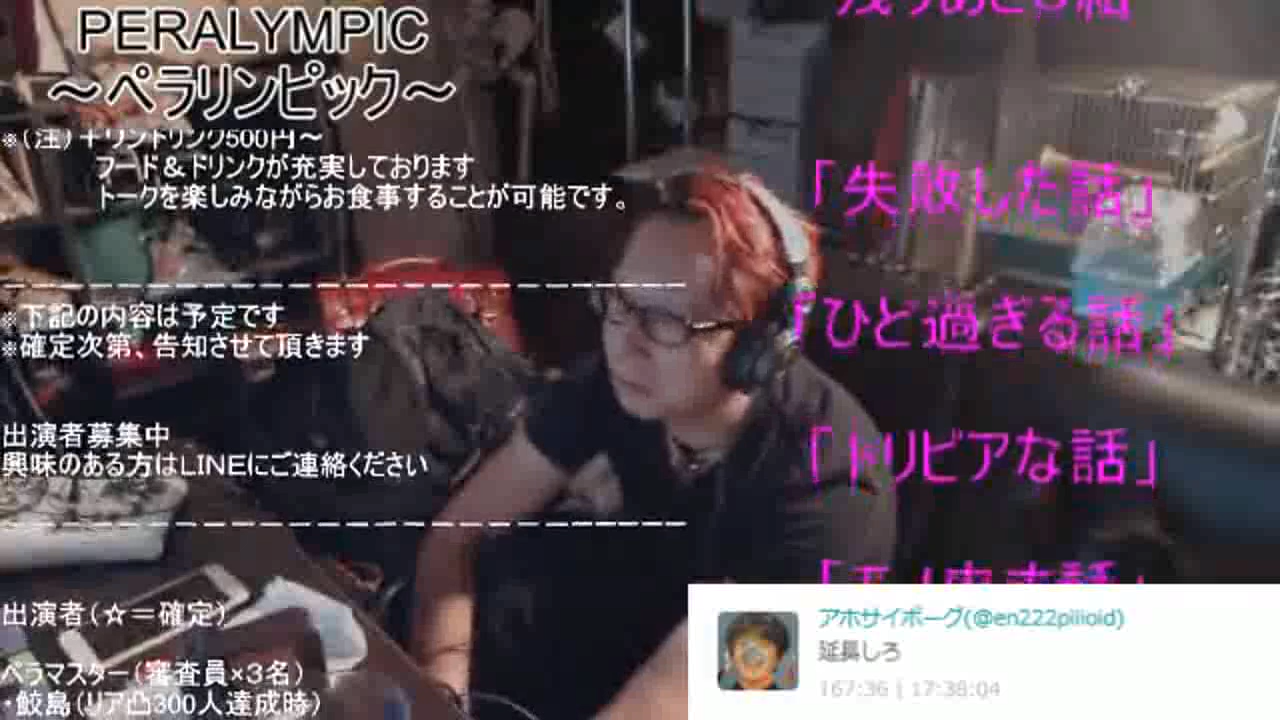 PERALYMPIC
～ペラリンピック～
※(注)＋1ドリンク500円～
フード＆ドリンクが充実しております
トークを楽しみながらお食事することが可能です。
※下記の内容は予定です
※確定次第、告知させて頂きます
出演者募集中
興味のある方はLINEにご連絡ください
出演者(☆＝確定)
ペラマスター(審査員×3名)
・鮫島(リア凸300人達成時)
「失敗した話」
「ひど過ぎる話」
「トリビアな話」
アホサイボーグ(@en222pilioid)
延長しろ
167:36 | 17:38:04